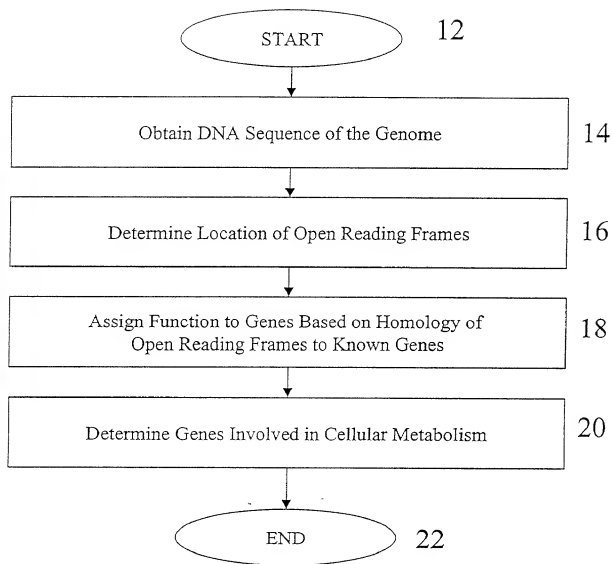 START
12
Obtain DNA Sequence of the Genome
14
Determine Location of Open Reading Frames
16
Assign Function to Genes Based on Homology of
Open Reading Frames to Known Genes
18
Determine Genes Involved in Cellular Metabolism
20
END
22